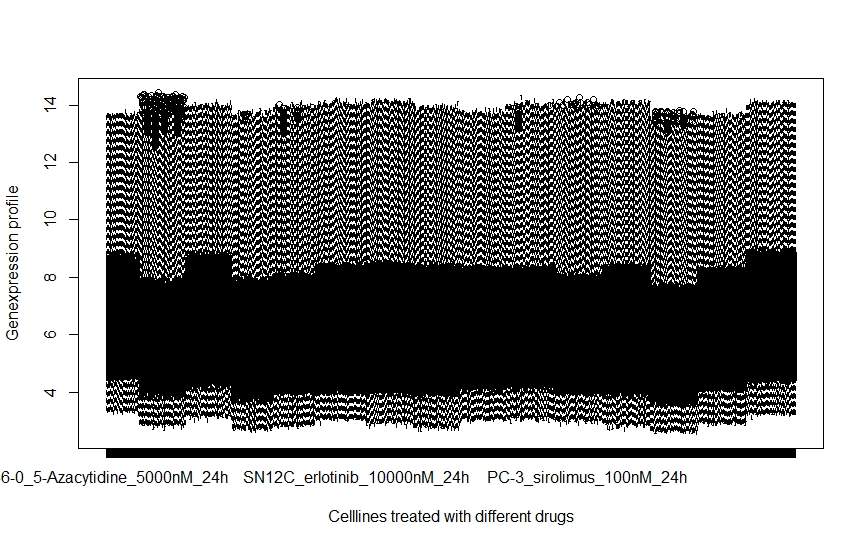 Genexpression profile
14
12
10
8
6
4
6-0_5-Azacytidine_5000nM_24h SN12C_erlotinib_10000nM_24h PC-3_sirolimus_100nM_24h
Celllines treated with different drugs